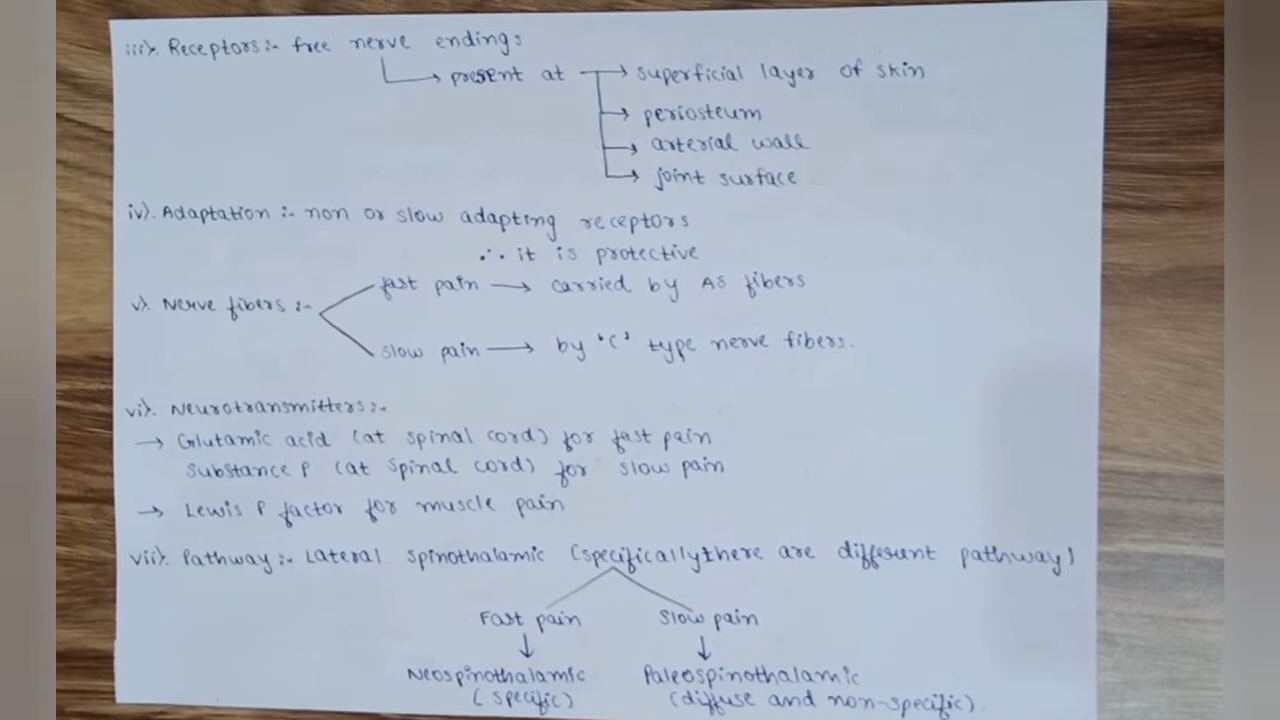 iii). Receptors :- free nerve endings
↳ present at → superficial layer of skin
→ periosteum
→ arterial wall
→ joint surface
iv). Adaptation :- non or slow adapting receptors
∴ it is protective
v). Nerve fibers :-
fast pain → carried by Aδ fibers
slow pain → by 'C' type nerve fibers.
vi). Neurotransmitters :-
→ Glutamic acid (at spinal cord) for fast pain
Substance P (at spinal cord) for slow pain
→ Lewis P factor for muscle pain
vii). Pathway :- Lateral spinothalamic (specifically there are different pathway)
Fast pain Slow pain
↓ ↓
Neospinothalamic Paleospinothalamic
(specific) (diffuse and non-specific).